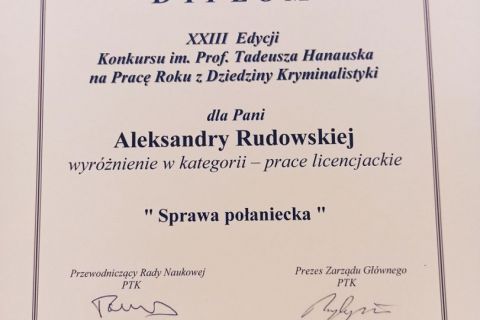 DYPLOM
XXIII Edycji
Konkursu im. Prof. Tadeusza Hanauska
na Pracę Roku z Dziedziny Kryminalistyki
dla Pani
Aleksandry Rudowskiej
wyróżnienie w kategorii – prace licencjackie
" Sprawa połaniecka "
Przewodniczący Rady Naukowej
PTK
Prezes Zarządu Głównego
PTK